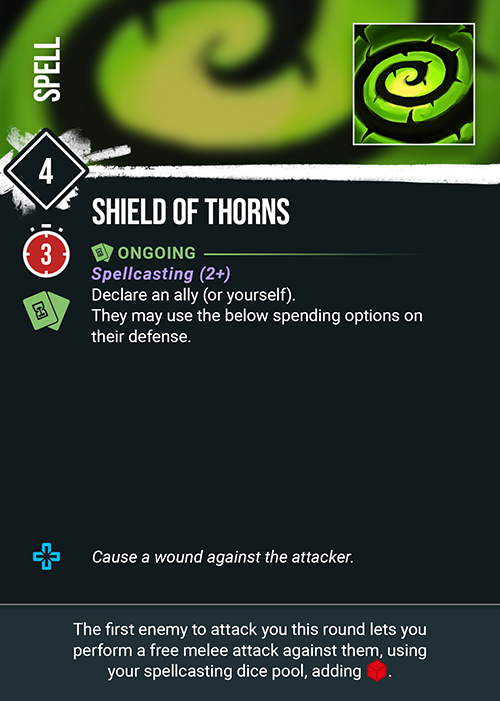 SPELL
4
SHIELD OF THORNS
3
ONGOING
Spellcasting (2+)
Declare an ally (or yourself).
They may use the below spending options on
their defense.
Cause a wound against the attacker.
The first enemy to attack you this round lets you
perform a free melee attack against them, using
your spellcasting dice pool, adding .